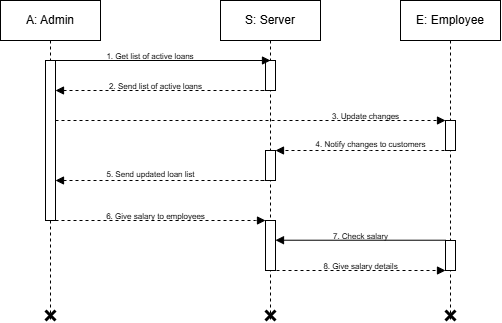 A: Admin
S: Server
E: Employee
1. Get list of active loans
2. Send list of active loans
3. Update changes
4. Notify changes to customers
5. Send updated loan list
6. Give salary to employees
7. Check salary
8. Give salary details